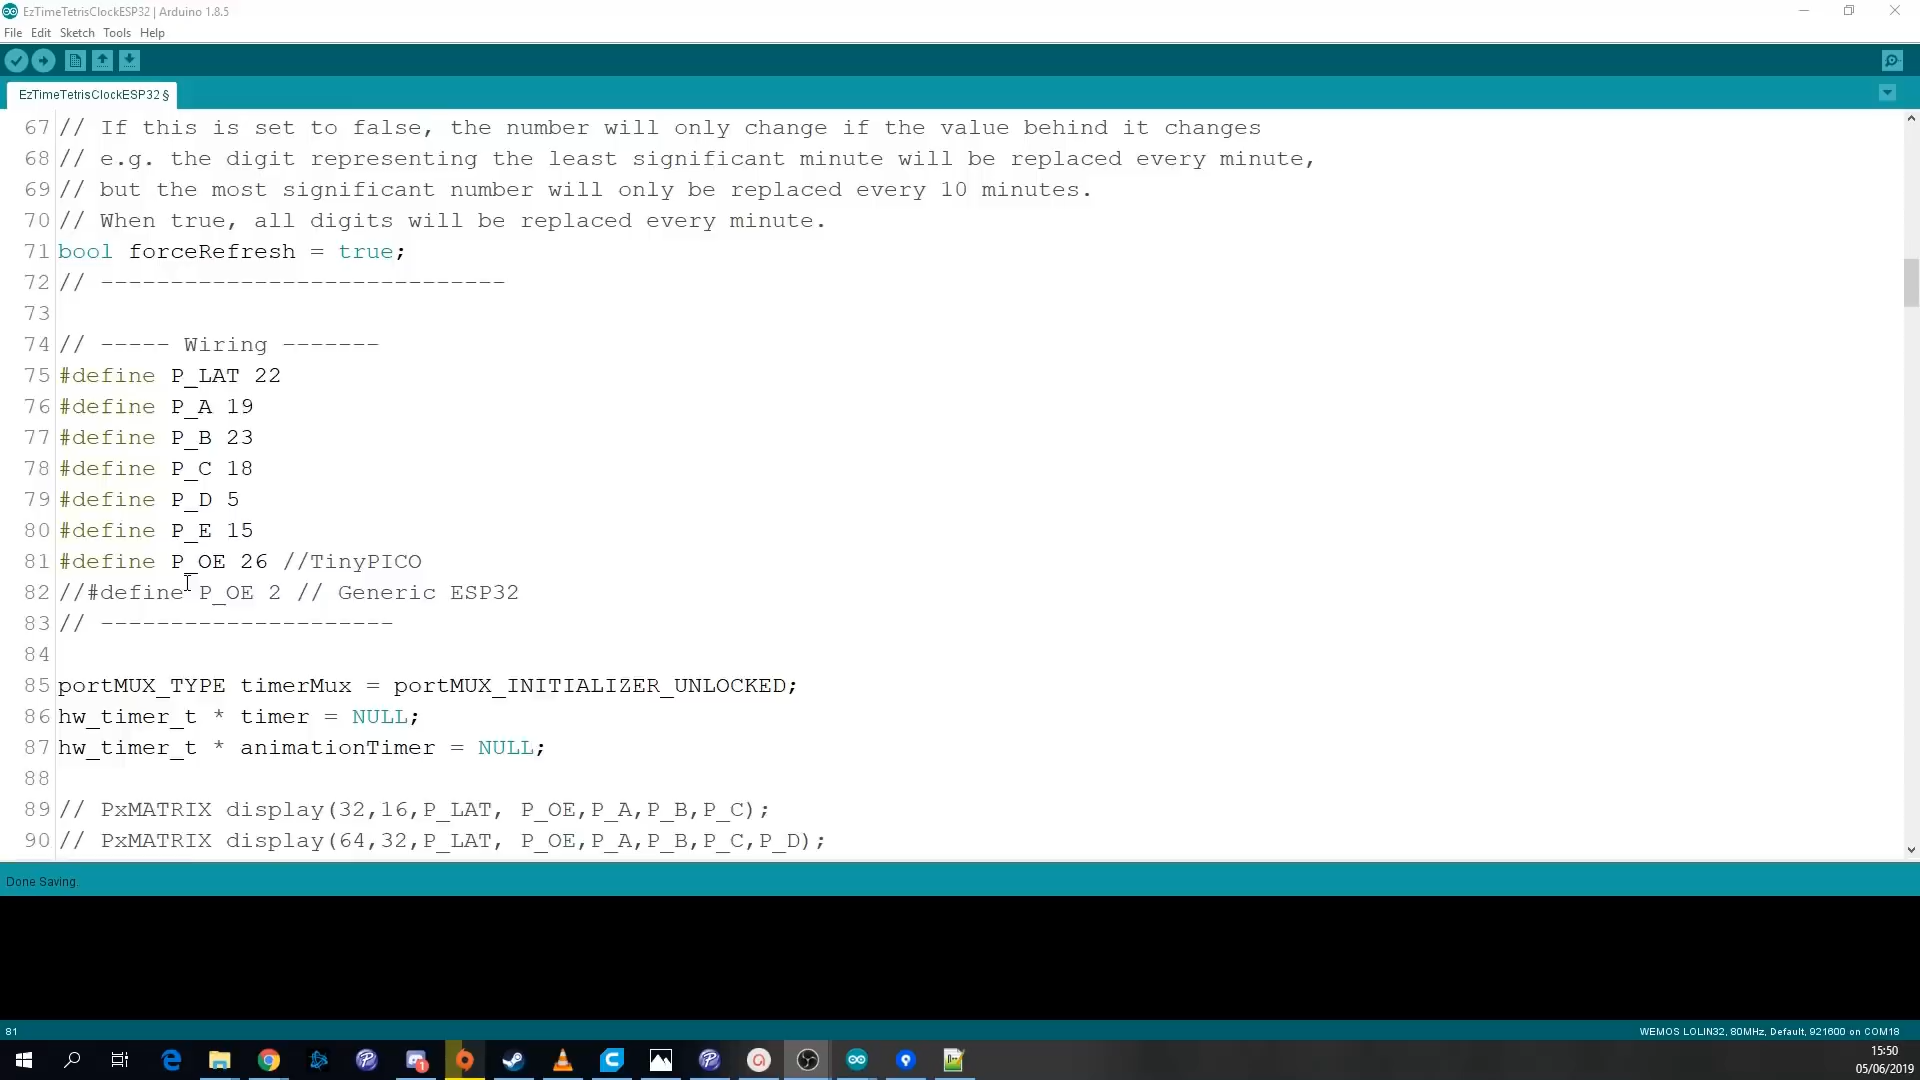 EzTimeTetrisClockESP32 | Arduino 1.8.5
File Edit Sketch Tools Help
EzTimeTetrisClockESP32 §
67 // If this is set to false, the number will only change if the value behind it changes
68 // e.g. the digit representing the least significant minute will be replaced every minute,
69 // but the most significant number will only be replaced every 10 minutes.
70 // When true, all digits will be replaced every minute.
71 bool forceRefresh = true;
72 // -----------------------------
73
74 // ----- Wiring -------
75 #define P_LAT 22
76 #define P_A 19
77 #define P_B 23
78 #define P_C 18
79 #define P_D 5
80 #define P_E 15
81 #define P_OE 26 //TinyPICO
82 //#define P_OE 2 // Generic ESP32
83 // ---------------------
84
85 portMUX_TYPE timerMux = portMUX_INITIALIZER_UNLOCKED;
86 hw_timer_t * timer = NULL;
87 hw_timer_t * animationTimer = NULL;
88
89 // PxMATRIX display(32,16,P_LAT, P_OE,P_A,P_B,P_C);
90 // PxMATRIX display(64,32,P_LAT, P_OE,P_A,P_B,P_C,P_D);
Done Saving.
81
WEMOS LOLIN32, 80MHz, Default, 921600 on COM18
15:50
05/06/2019